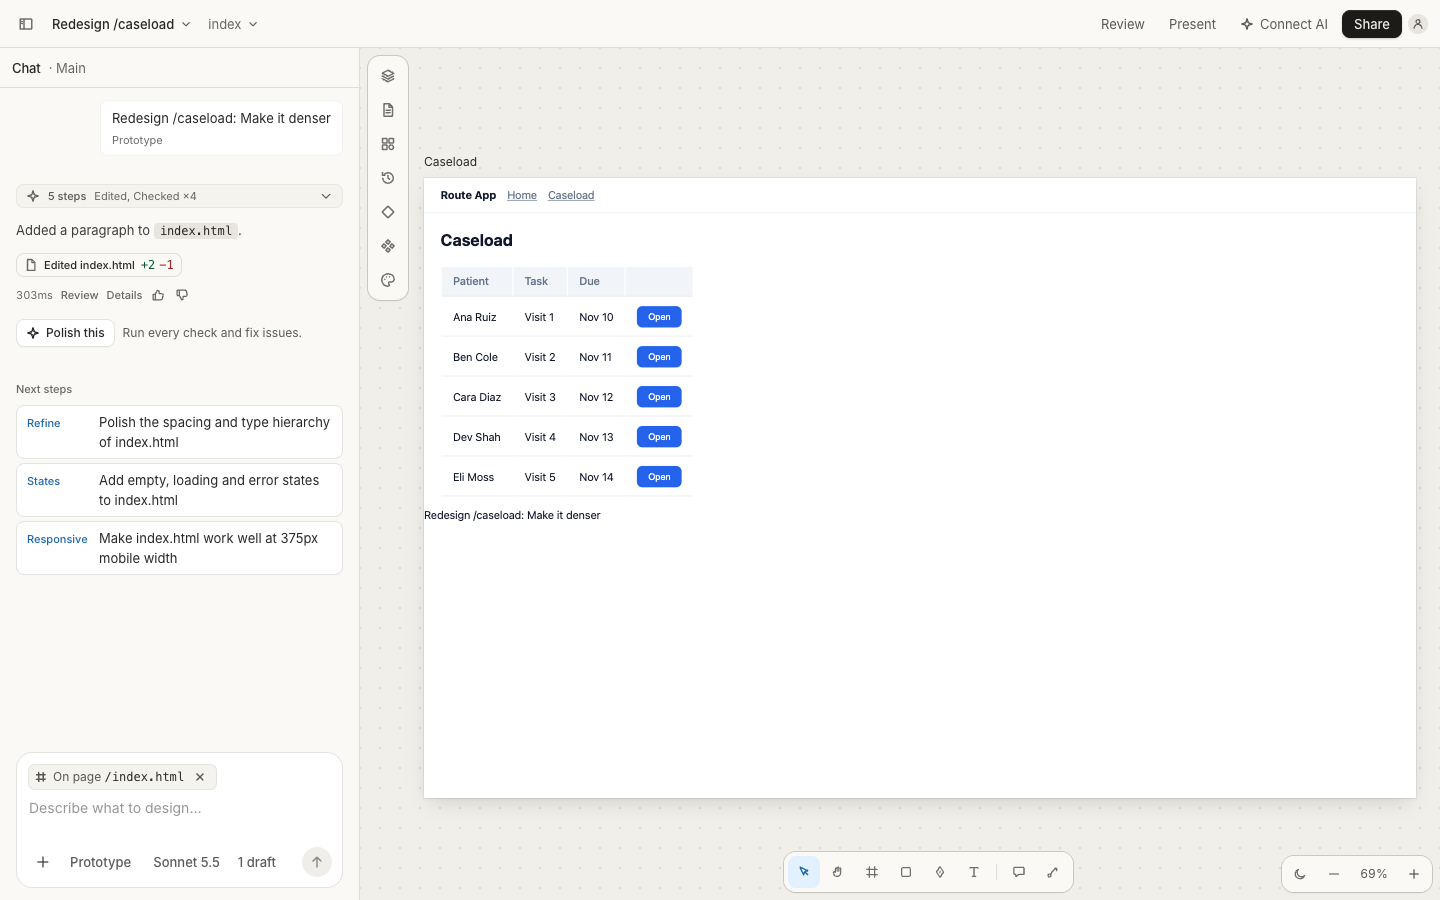 Redesign /caseload
index
Review
Present
Connect AI
Share
Chat · Main
Redesign /caseload: Make it denser
Prototype
5 steps Edited, Checked ×4
Added a paragraph to index.html.
Edited index.html +2 −1
303ms Review Details
Polish this Run every check and fix issues.
Next steps
Refine Polish the spacing and type hierarchy
of index.html
States Add empty, loading and error states
to index.html
Responsive Make index.html work well at 375px
mobile width
On page /index.html
Describe what to design...
Prototype Sonnet 5.5 1 draft
Caseload
Route App Home Caseload
Caseload
Patient Task Due
Ana Ruiz Visit 1 Nov 10 Open
Ben Cole Visit 2 Nov 11 Open
Cara Diaz Visit 3 Nov 12 Open
Dev Shah Visit 4 Nov 13 Open
Eli Moss Visit 5 Nov 14 Open
Redesign /caseload: Make it denser
T
69%